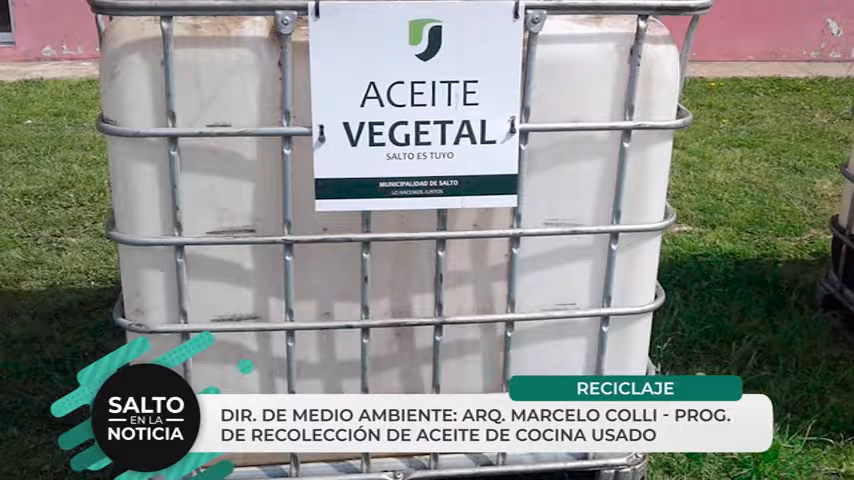 ACEITE
VEGETAL
SALTO ES TUYO
MUNICIPALIDAD DE SALTO
LO HACEMOS JUNTOS
RECICLAJE
SALTO
EN LA
NOTICIA
DIR. DE MEDIO AMBIENTE: ARQ. MARCELO COLLI - PROG.
DE RECOLECCIÓN DE ACEITE DE COCINA USADO